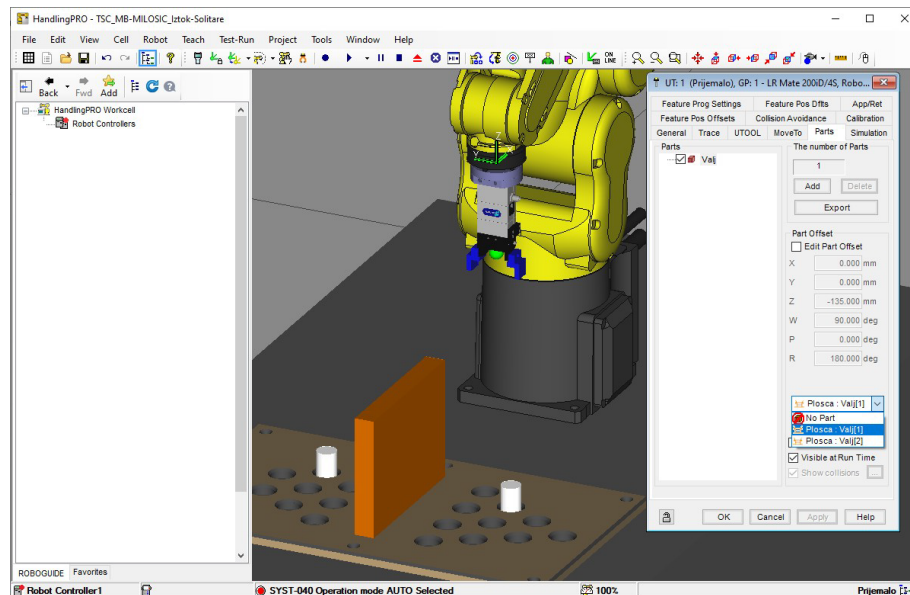 HandlingPRO - TSC_MB-MILOSIC_Iztok-Solitare
File Edit View Cell Robot Teach Test-Run Project Tools Window Help
ON
LINE
Back Fwd Add
HandlingPRO Workcell
Robot Controllers
Z
UT: 1 (Prijemalo), GP: 1 - LR Mate 200iD/4S, Robo...
Feature Prog Settings Feature Pos Dflts App/Ret
Feature Pos Offsets Collision Avoidance Calibration
General Trace UTOOL MoveTo Parts Simulation
Parts
Valj
The number of Parts
1
Add Delete
Export
Part Offset
Edit Part Offset
X 0.000 mm
Y 0.000 mm
Z -135.000 mm
W 90.000 deg
P 0.000 deg
R 180.000 deg
Plosca : Valj[1]
No Part
Plosca : Valj[1]
Plosca : Valj[2]
Visible at Run Time
Show collisions ...
OK Cancel Apply Help
ROBOGUIDE Favorites
Robot Controller1 SYST-040 Operation mode AUTO Selected 100% Prijemalo